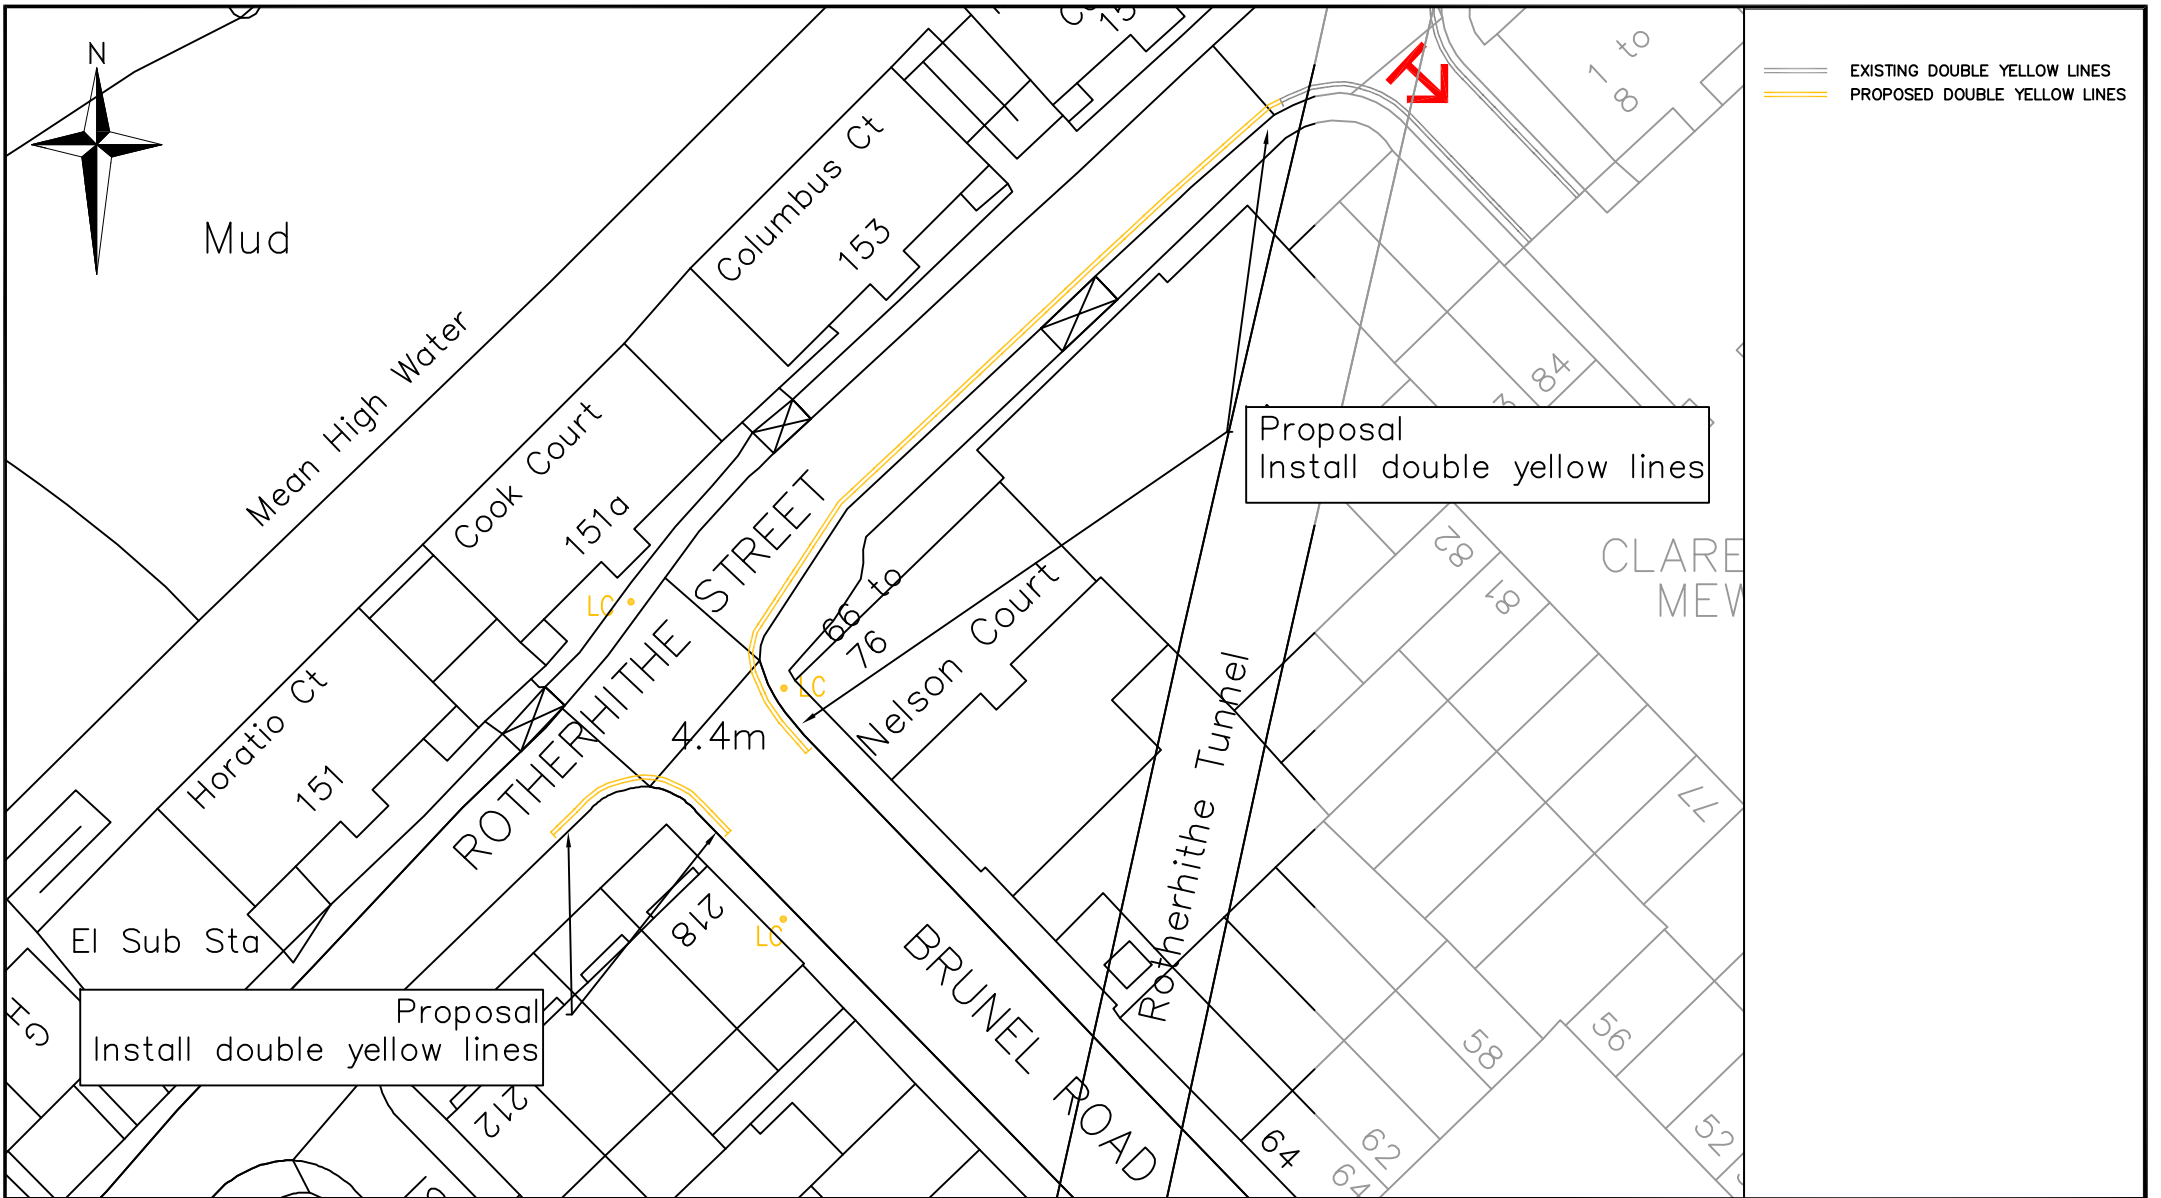 N
Mud
Mean High Water
Columbus Ct
153
Cook Court
151a
Horatio Ct
151
El Sub Sta
ROTHERHITHE STREET
4.4m
LC
LC
LC
66 to
76
Nelson Court
Rotherhithe Tunnel
BRUNEL ROAD
1 to
8
84
82
81
77
CLARE
MEW
58
56
52
62
64
64
218
212
Proposal
Install double yellow lines
Proposal
Install double yellow lines
EXISTING DOUBLE YELLOW LINES
PROPOSED DOUBLE YELLOW LINES